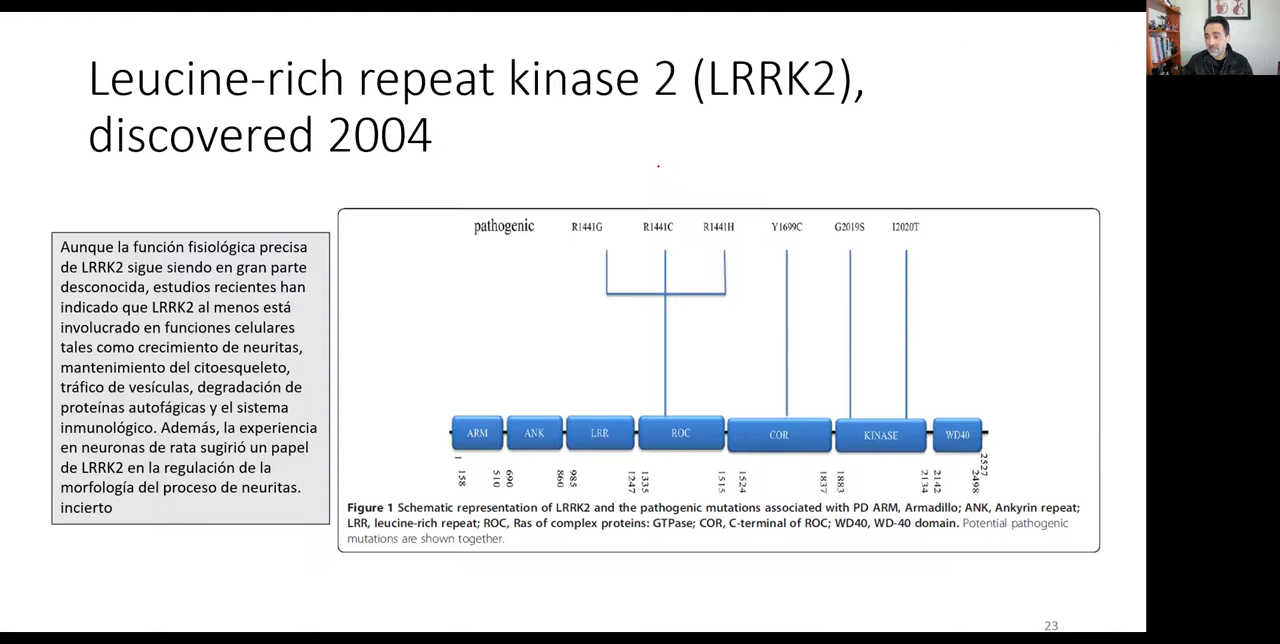 Leucine-rich repeat kinase 2 (LRRK2),
discovered 2004
Aunque la función fisiológica precisa
de LRRK2 sigue siendo en gran parte
desconocida, estudios recientes han
indicado que LRRK2 al menos está
involucrado en funciones celulares
tales como crecimiento de neuritas,
mantenimiento del citoesqueleto,
tráfico de vesículas, degradación de
proteínas autofágicas y el sistema
inmunológico. Además, la experiencia
en neuronas de rata sugirió un papel
de LRRK2 en la regulación de la
morfología del proceso de neuritas.
incierto
pathogenic R1441G R1441C R1441H Y1699C G2019S I2020T
ARM ANK LRR ROC COR KINASE WD40
1 158 510 690 860 985 1247 1335 1515 1524 1837 1883 2134 2142 2498 2527
Figure 1 Schematic representation of LRRK2 and the pathogenic mutations associated with PD ARM, Armadillo; ANK, Ankyrin repeat;
LRR, leucine-rich repeat; ROC, Ras of complex proteins: GTPase; COR, C-terminal of ROC; WD40, WD-40 domain. Potential pathogenic
mutations are shown together.
23